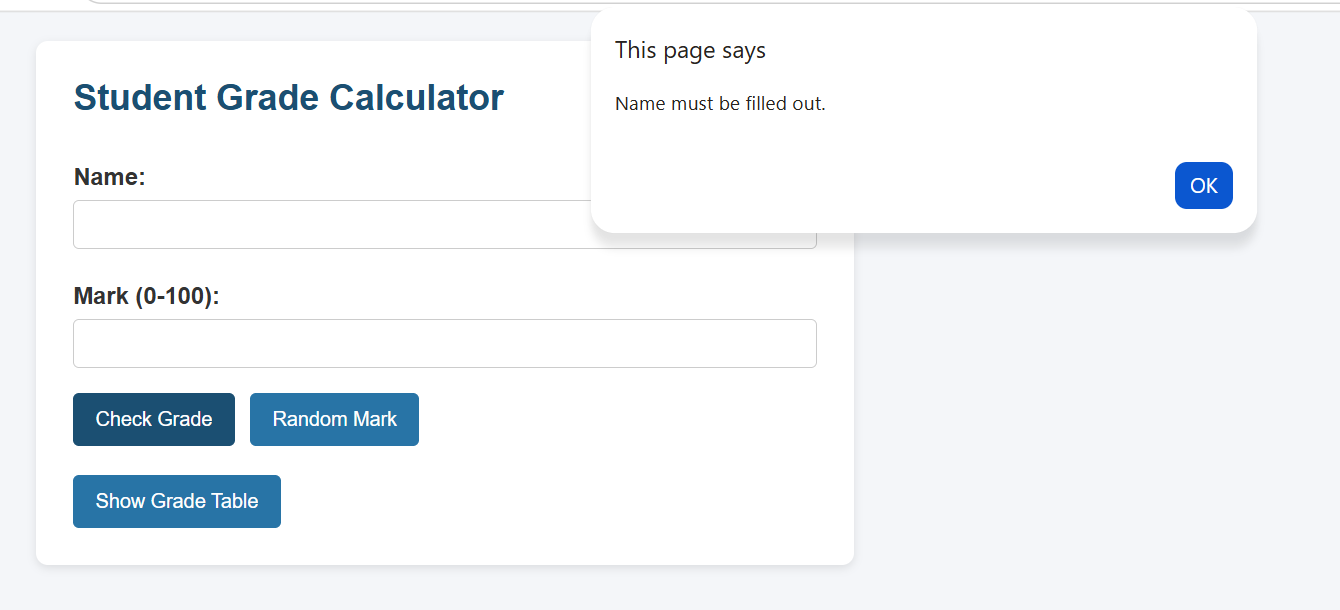 This page says
Name must be filled out.
OK
Student Grade Calculator
Name:
Mark (0-100):
Check Grade
Random Mark
Show Grade Table